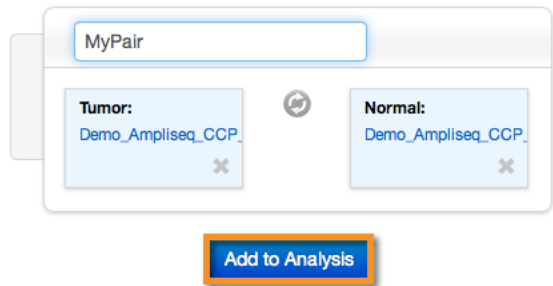 MyPair
Tumor: Normal:
Demo_Ampliseq_CCP_ Demo_Ampliseq_CCP_
Add to Analysis